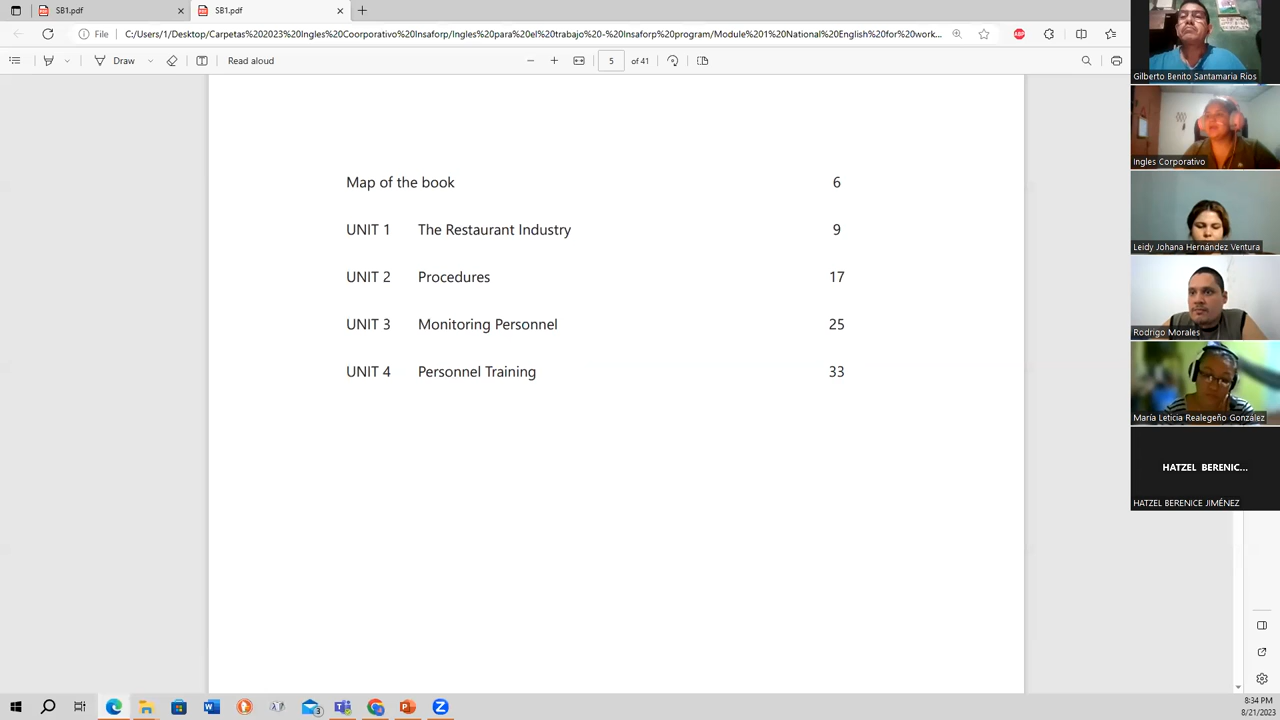 SB1.pdf
SB1.pdf
File
C:/Users/1/Desktop/Carpetas%202023%20Ingles%20Coorporativo%20Insaforp/Ingles%20para%20el%20trabajo%20-%20Insaforp%20program/Module%201%20National%20English%20for%20work...
Draw
Read aloud
5
of 41
Map of the book 6
UNIT 1 The Restaurant Industry 9
UNIT 2 Procedures 17
UNIT 3 Monitoring Personnel 25
UNIT 4 Personnel Training 33
Gilberto Benito Santamaria Rios
Ingles Corporativo
Leidy Johana Hernández Ventura
Rodrigo Morales
María Leticia Realegeño González
HATZEL BERENIC...
HATZEL BERENICE JIMÉNEZ
8:34 PM
8/21/2023